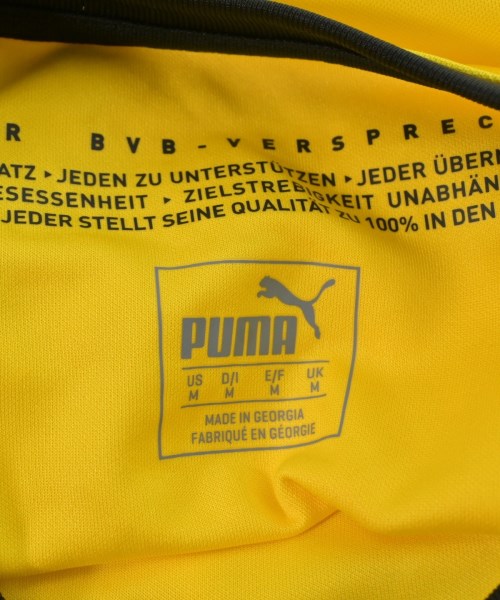 R BVB-VERSPREC
ATZ ▸ JEDEN ZU UNTERSTÜTZEN ▸ JEDER ÜBERN
ESESSENHEIT ▸ ZIELSTREBIGKEIT UNABHÄN
JEDER STELLT SEINE QUALITÄT ZU 100% IN DEN
PUMA
US D/I E/F UK
M M M M
MADE IN GEORGIA
FABRIQUÉ EN GÉORGIE